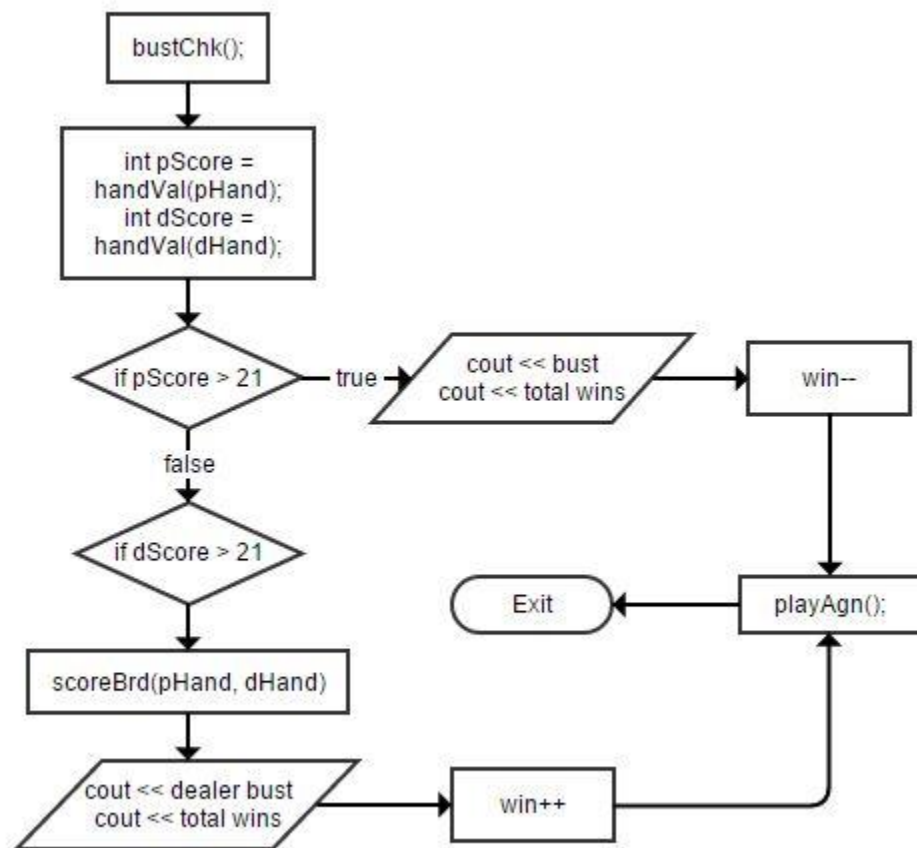 bustChk();
int pScore =
handVal(pHand);
int dScore =
handVal(dHand);
if pScore > 21
true
cout << bust
cout << total wins
win--
false
if dScore > 21
Exit
playAgn();
scoreBrd(pHand, dHand)
cout << dealer bust
cout << total wins
win++